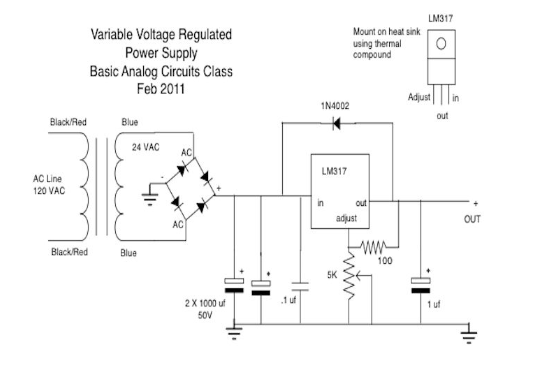 Variable Voltage Regulated
Power Supply
Basic Analog Circuits Class
Feb 2011
LM317
Mount on heat sink
using thermal
compound
Adjust
in
out
Black/Red
Blue
1N4002
24 VAC
AC
LM317
AC Line
120 VAC
-
+
in
out
+
OUT
adjust
AC
Black/Red
Blue
100
5K
+
+
+
2 X 1000 uf
50V
.1 uf
1 uf